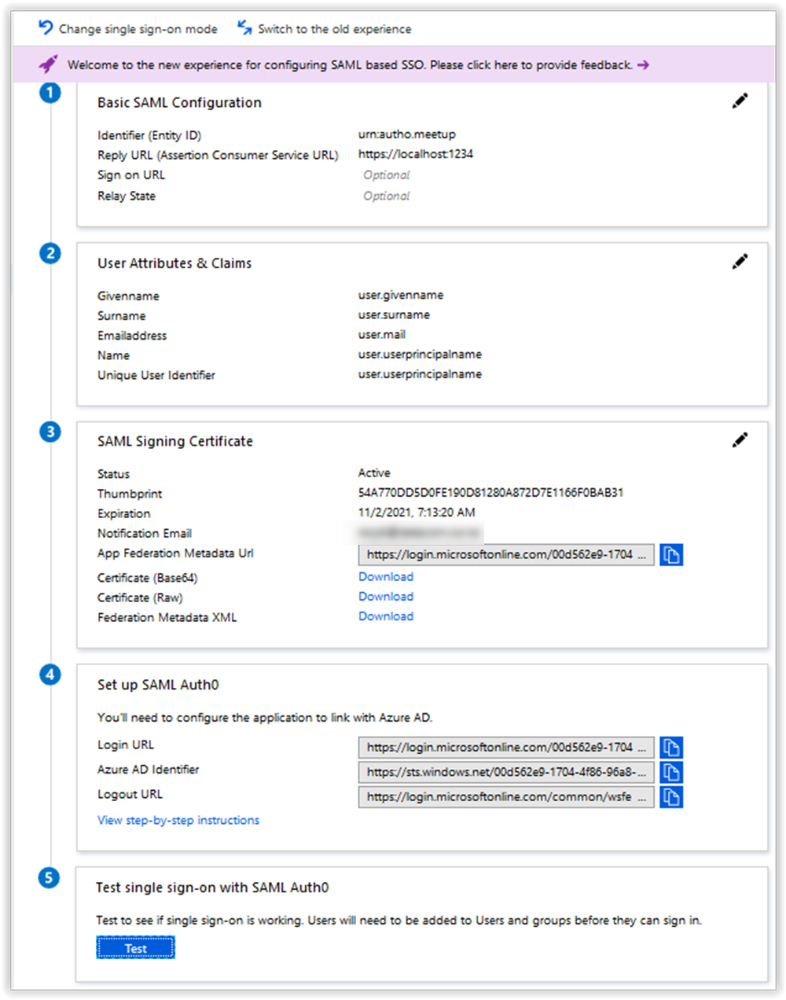 Change single sign-on mode Switch to the old experience
Welcome to the new experience for configuring SAML based SSO. Please click here to provide feedback. →
1
Basic SAML Configuration
Identifier (Entity ID) urn:autho.meetup
Reply URL (Assertion Consumer Service URL) https://localhost:1234
Sign on URL Optional
Relay State Optional
2
User Attributes & Claims
Givenname user.givenname
Surname user.surname
Emailaddress user.mail
Name user.userprincipalname
Unique User Identifier user.userprincipalname
3
SAML Signing Certificate
Status Active
Thumbprint 54A770DD5D0FE190D81280A872D7E1166F0BAB31
Expiration 11/2/2021, 7:13:20 AM
Notification Email
App Federation Metadata Url https://login.microsoftonline.com/00d562e9-1704 ...
Certificate (Base64) Download
Certificate (Raw) Download
Federation Metadata XML Download
4
Set up SAML Auth0
You'll need to configure the application to link with Azure AD.
Login URL https://login.microsoftonline.com/00d562e9-1704 ...
Azure AD Identifier https://sts.windows.net/00d562e9-1704-4f86-96a8-...
Logout URL https://login.microsoftonline.com/common/wsfe ...
View step-by-step instructions
5
Test single sign-on with SAML Auth0
Test to see if single sign-on is working. Users will need to be added to Users and groups before they can sign in.
Test